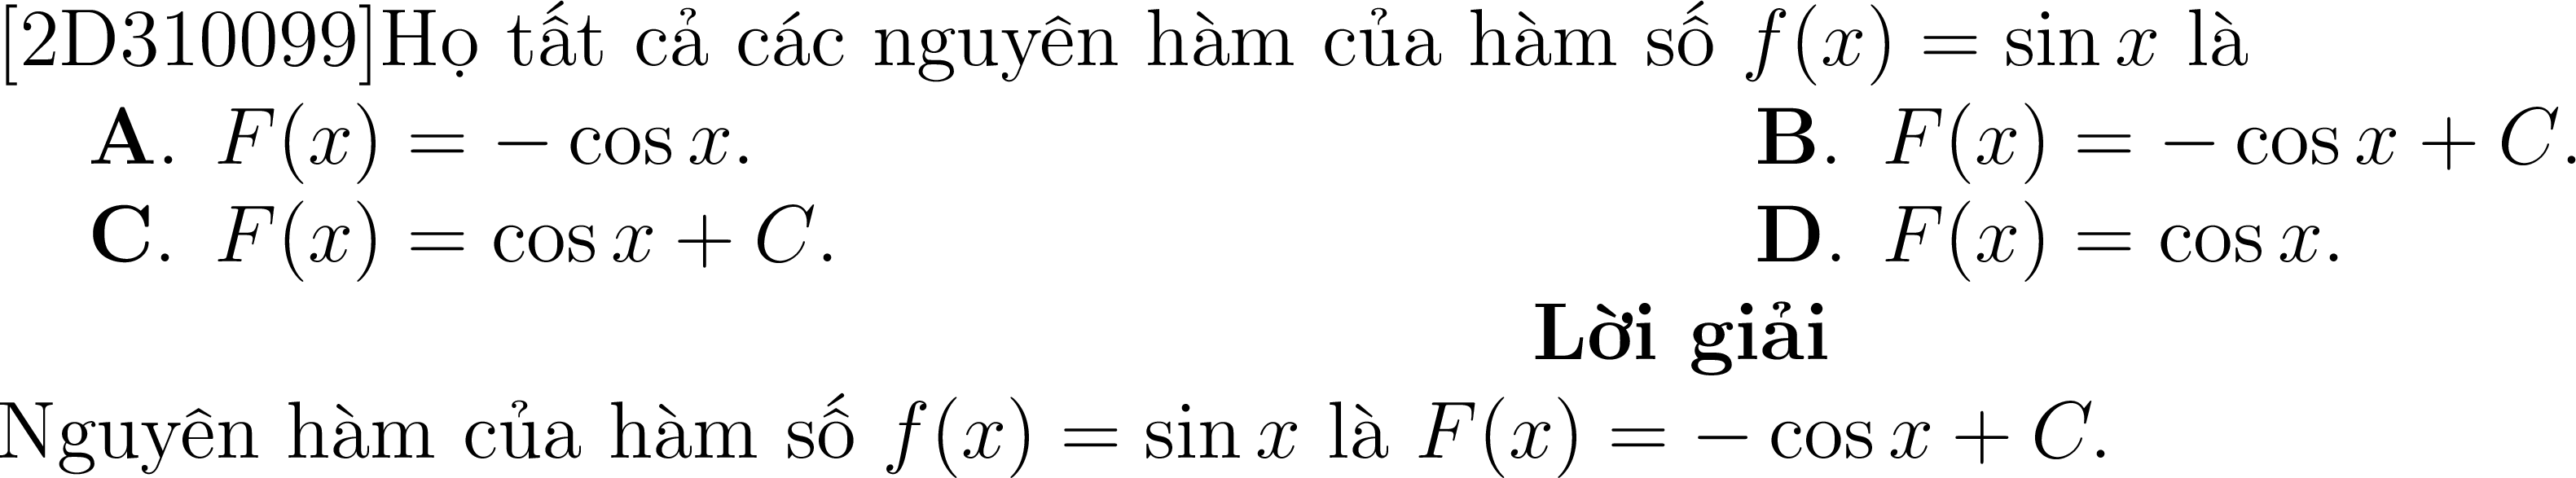 [2D310099]Họ tất cả các nguyên hàm của hàm số f(x) = sin x là
A. F(x) = − cos x. B. F(x) = − cos x + C.
C. F(x) = cos x + C. D. F(x) = cos x.
Lời giải
Nguyên hàm của hàm số f(x) = sin x là F(x) = − cos x + C.